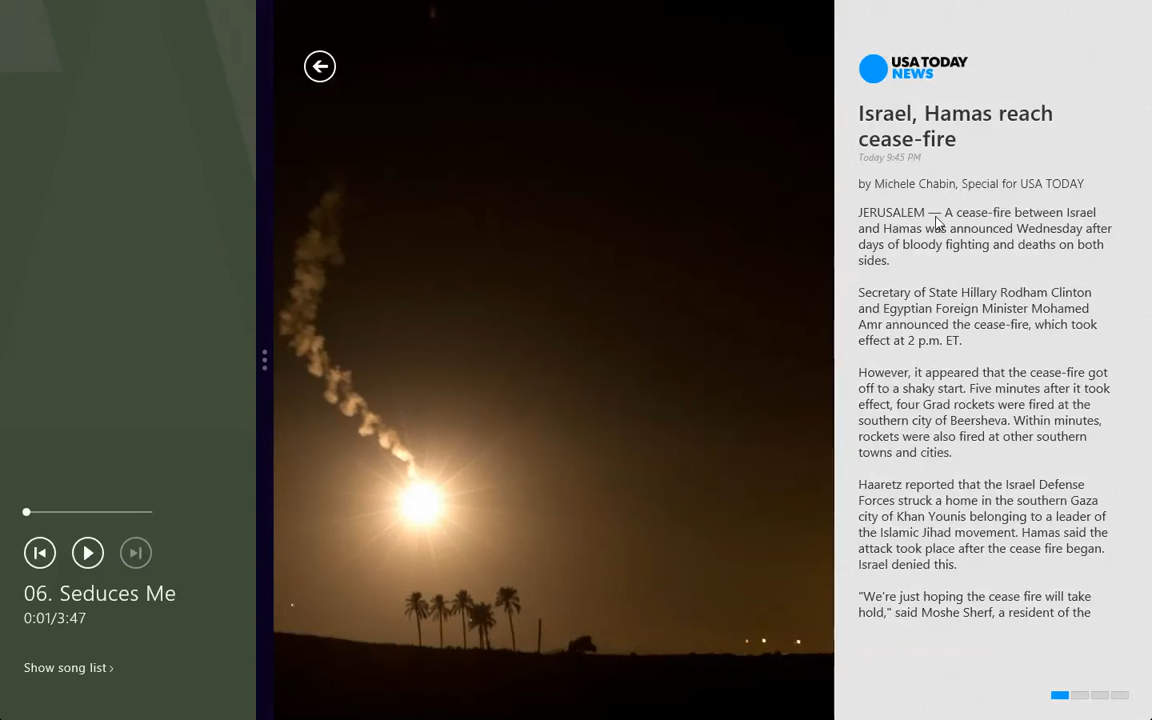 06. Seduces Me
0:01/3:47
Show song list ›
USA TODAY
NEWS
Israel, Hamas reach
cease-fire
Today 9:45 PM
by Michele Chabin, Special for USA TODAY
JERUSALEM — A cease-fire between Israel
and Hamas was announced Wednesday after
days of bloody fighting and deaths on both
sides.
Secretary of State Hillary Rodham Clinton
and Egyptian Foreign Minister Mohamed
Amr announced the cease-fire, which took
effect at 2 p.m. ET.
However, it appeared that the cease-fire got
off to a shaky start. Five minutes after it took
effect, four Grad rockets were fired at the
southern city of Beersheva. Within minutes,
rockets were also fired at other southern
towns and cities.
Haaretz reported that the Israel Defense
Forces struck a home in the southern Gaza
city of Khan Younis belonging to a leader of
the Islamic Jihad movement. Hamas said the
attack took place after the cease fire began.
Israel denied this.
"We're just hoping the cease fire will take
hold," said Moshe Sherf, a resident of the